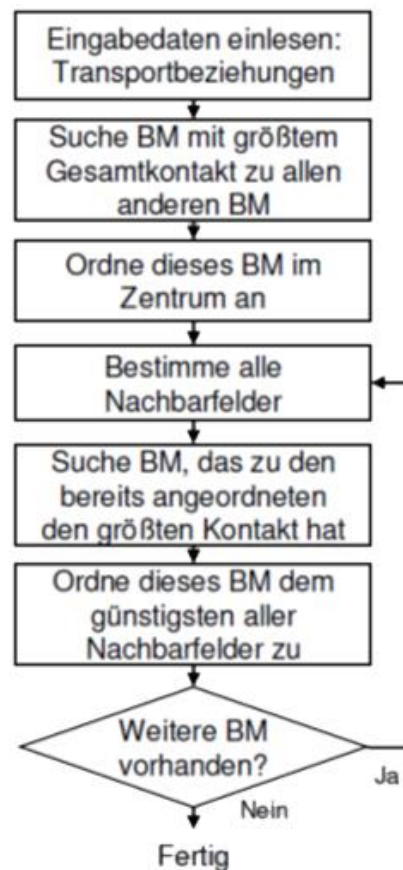 Eingabedaten einlesen:
Transportbeziehungen
Suche BM mit größtem
Gesamtkontakt zu allen
anderen BM
Ordne dieses BM im
Zentrum an
Bestimme alle
Nachbarfelder
Suche BM, das zu den
bereits angeordneten
den größten Kontakt hat
Ordne dieses BM dem
günstigsten aller
Nachbarfelder zu
Weitere BM
vorhanden?
Ja
Nein
Fertig